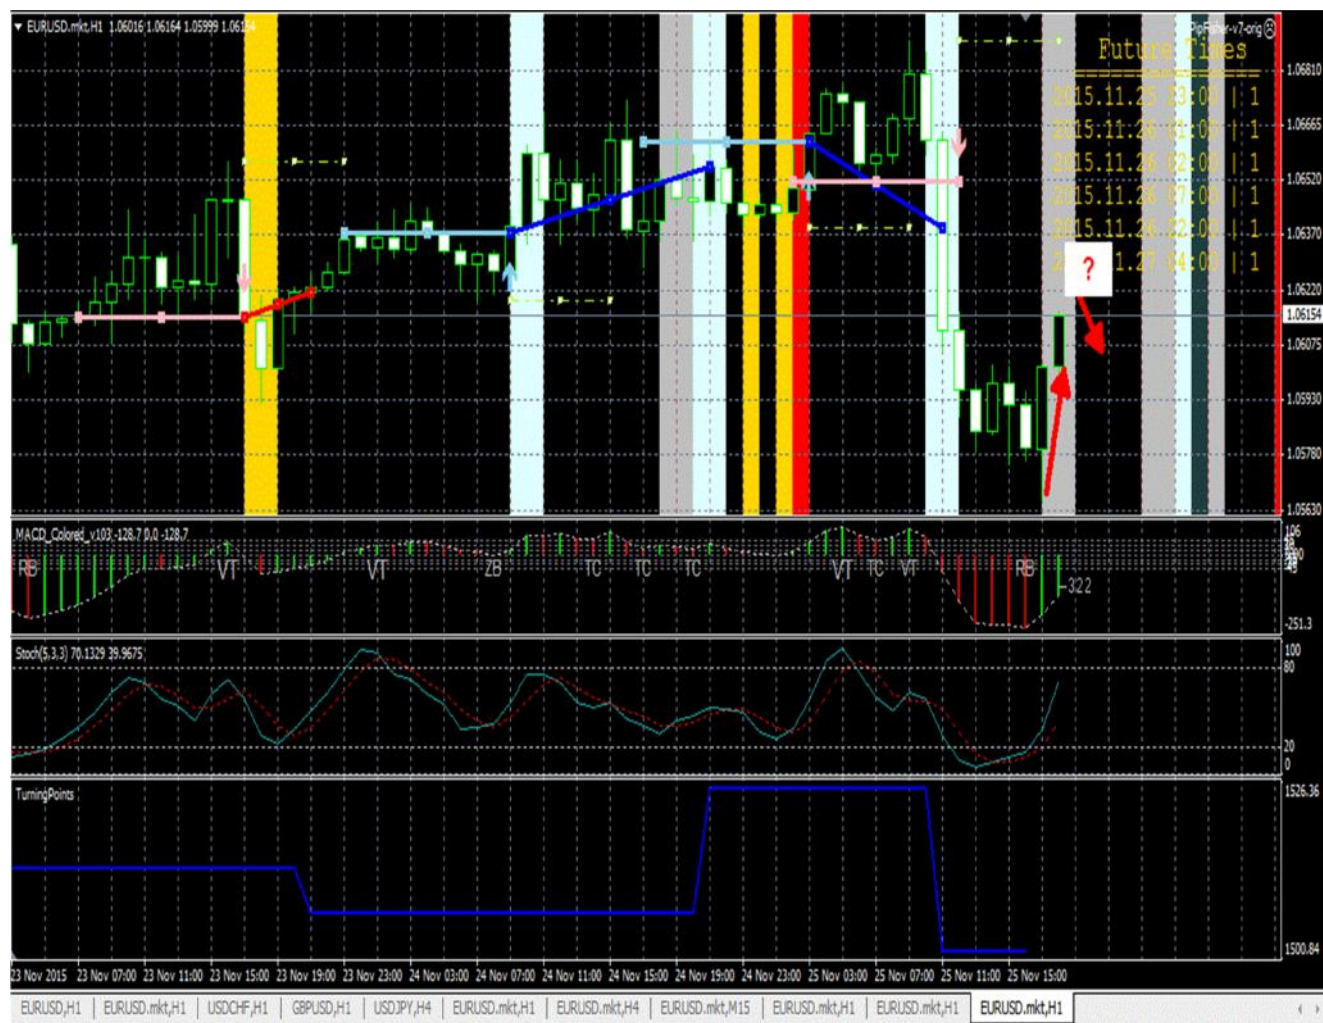 EURUSD.mkt,H1 1.06016 1.06164 1.05999 1.06154
PipFisher-v7-orig
Future Times
==================
2015.11.25 23:00 | 1
2015.11.26 01:00 | 1
2015.11.26 02:00 | 1
2015.11.26 07:00 | 1
2015.11.26 22:00 | 1
1.27 04:00 | 1
?
1.06810
1.06665
1.06520
1.06370
1.06220
1.06154
1.06075
1.05930
1.05780
1.05630
MACD_Colored_v103 -128.7 0.0 -128.7
106
RB VT VT ZB TC TC TC VT TC VT RB
-322
-251.3
Stoch(5,3,3) 70.1329 39.9675
100
80
20
0
TurningPoints
1526.36
1500.84
23 Nov 2015 23 Nov 07:00 23 Nov 11:00 23 Nov 15:00 23 Nov 19:00 23 Nov 23:00 24 Nov 03:00 24 Nov 07:00 24 Nov 11:00 24 Nov 15:00 24 Nov 19:00 24 Nov 23:00 25 Nov 03:00 25 Nov 07:00 25 Nov 11:00 25 Nov 15:00
EURUSD,H1 EURUSD.mkt,H1 USDCHF,H1 GBPUSD,H1 USDJPY,H4 EURUSD.mkt,H1 EURUSD.mkt,H4 EURUSD.mkt,M15 EURUSD.mkt,H1 EURUSD.mkt,H1 EURUSD.mkt,H1